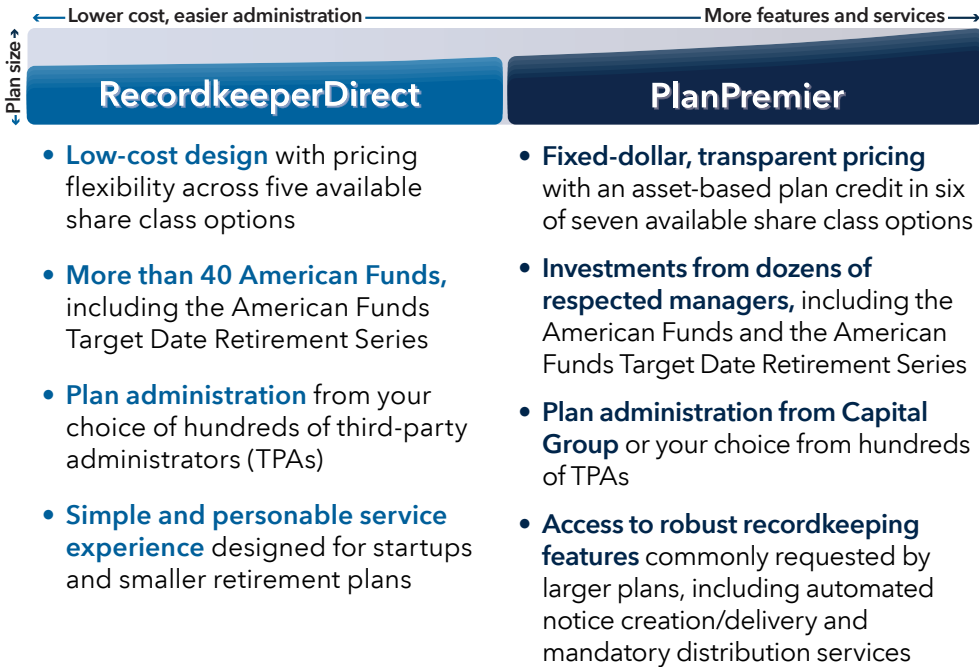 Lower cost, easier administration
More features and services
Plan size
RecordkeeperDirect
• Low-cost design with pricing
flexibility across five available
share class options
• More than 40 American Funds,
including the American Funds
Target Date Retirement Series
• Plan administration from your
choice of hundreds of third-party
administrators (TPAs)
• Simple and personable service
experience designed for startups
and smaller retirement plans
PlanPremier
• Fixed-dollar, transparent pricing
with an asset-based plan credit in six
of seven available share class options
• Investments from dozens of
respected managers, including the
American Funds and the American
Funds Target Date Retirement Series
• Plan administration from Capital
Group or your choice from hundreds
of TPAs
• Access to robust recordkeeping
features commonly requested by
larger plans, including automated
notice creation/delivery and
mandatory distribution services